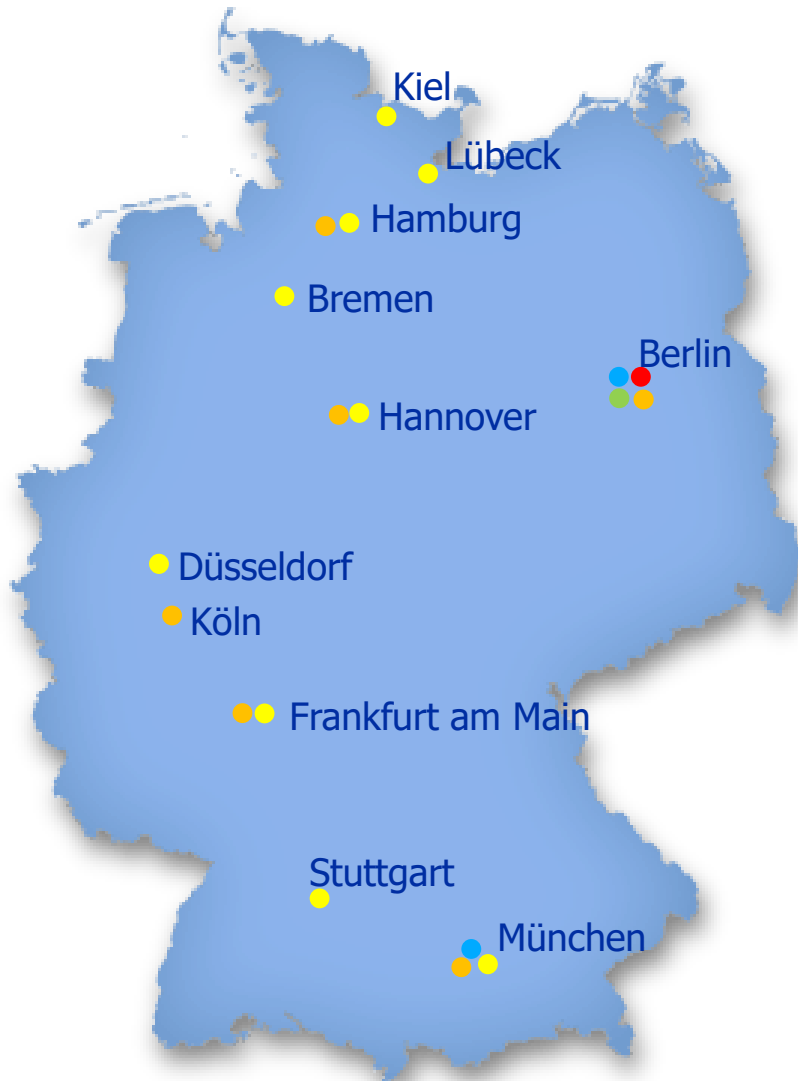 Kiel
Lübeck
Hamburg
Bremen
Berlin
Hannover
Düsseldorf
Köln
Frankfurt am Main
Stuttgart
München